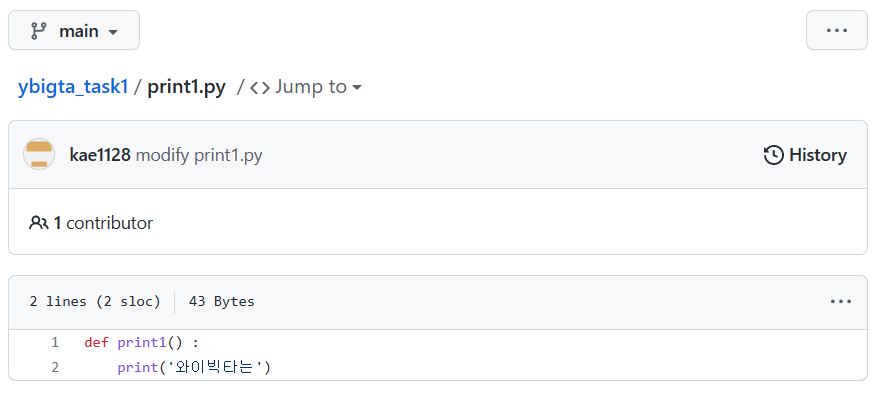 main
ybigta_task1 / print1.py / <> Jump to
kae1128 modify print1.py
History
1 contributor
2 lines (2 sloc) 43 Bytes
1 def print1() :
2 print('와이빅타는')